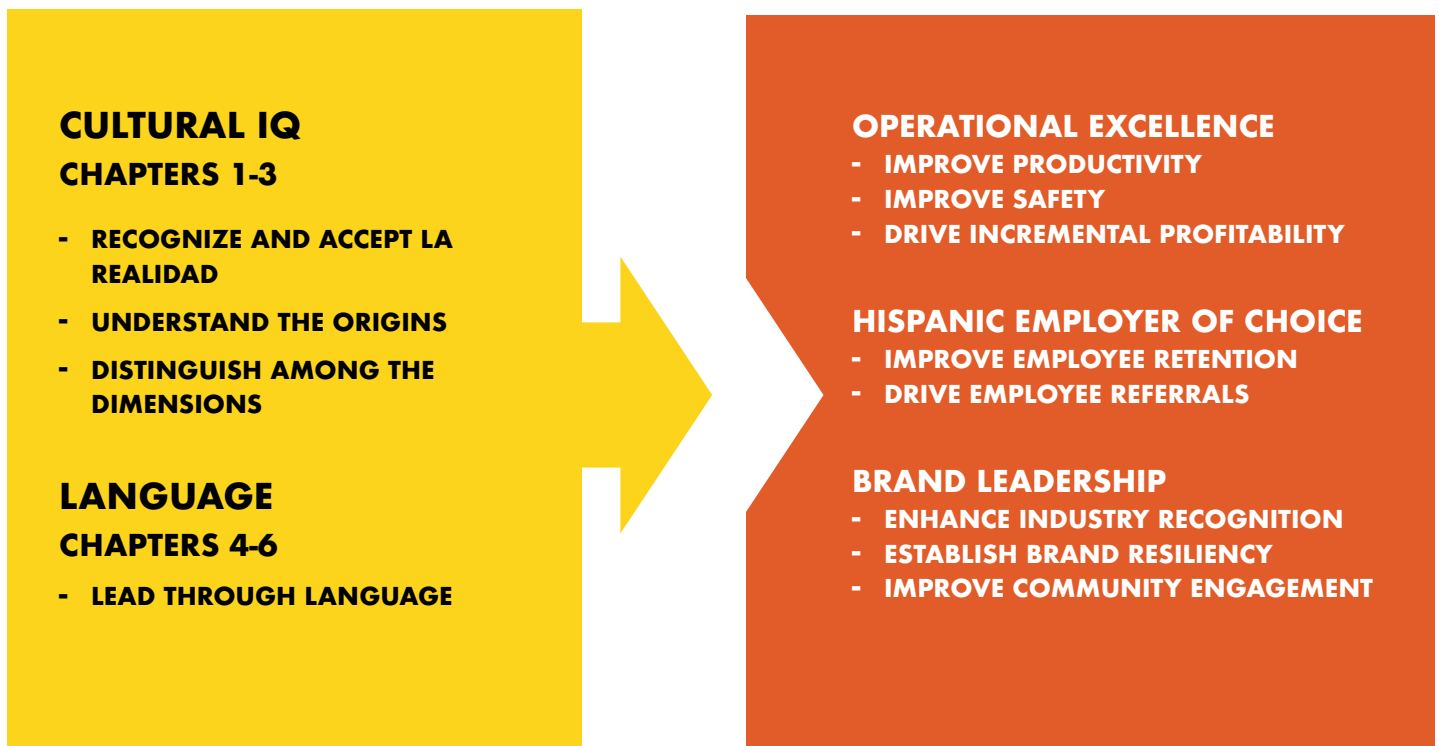 CULTURAL IQ
CHAPTERS 1-3
- RECOGNIZE AND ACCEPT LA
REALIDAD
- UNDERSTAND THE ORIGINS
- DISTINGUISH AMONG THE
DIMENSIONS
LANGUAGE
CHAPTERS 4-6
- LEAD THROUGH LANGUAGE
OPERATIONAL EXCELLENCE
- IMPROVE PRODUCTIVITY
- IMPROVE SAFETY
- DRIVE INCREMENTAL PROFITABILITY
HISPANIC EMPLOYER OF CHOICE
- IMPROVE EMPLOYEE RETENTION
- DRIVE EMPLOYEE REFERRALS
BRAND LEADERSHIP
- ENHANCE INDUSTRY RECOGNITION
- ESTABLISH BRAND RESILIENCY
- IMPROVE COMMUNITY ENGAGEMENT